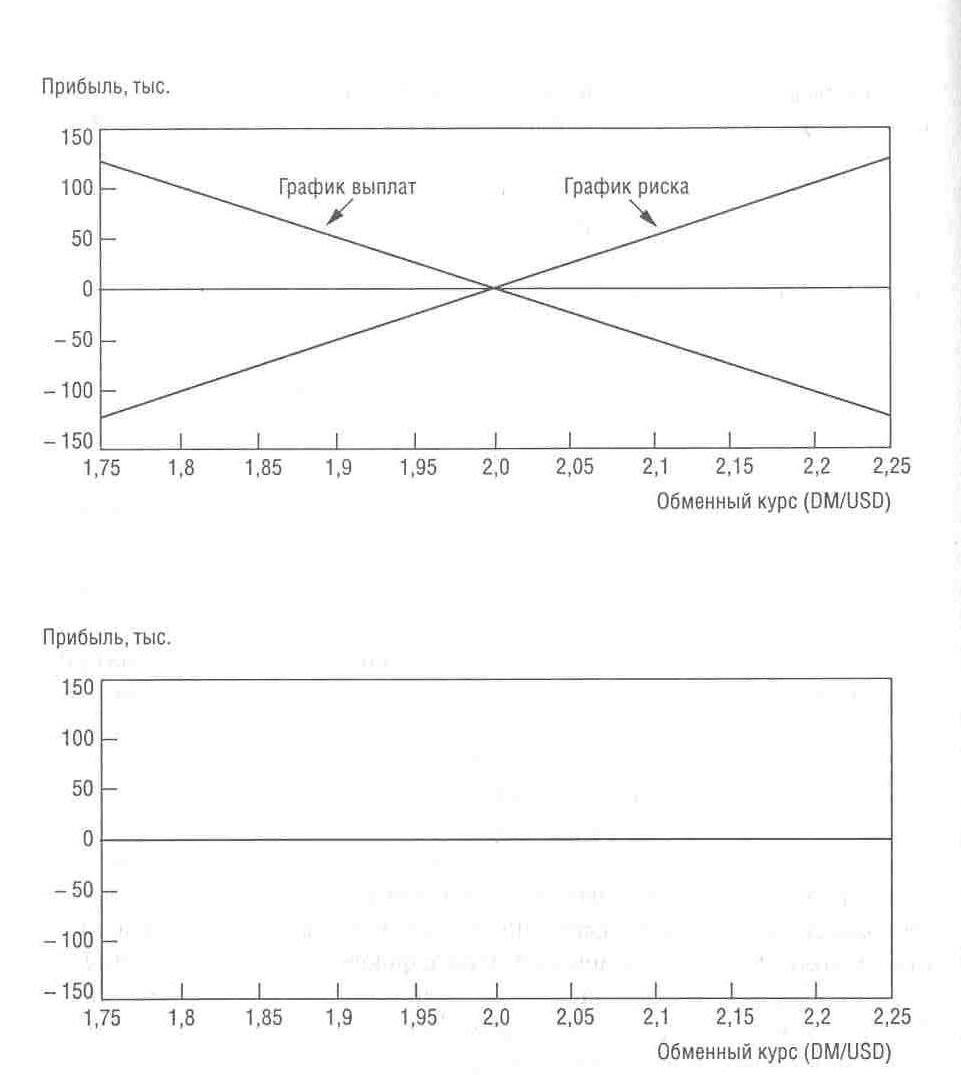 Прибыль, тыс.
150
График выплат
График риска
100
50
0
– 50
– 100
– 150
1,75 1,8 1,85 1,9 1,95 2,0 2,05 2,1 2,15 2,2 2,25
Обменный курс (DM/USD)
Прибыль, тыс.
150
100
50
0
– 50
– 100
– 150
1,75 1,8 1,85 1,9 1,95 2,0 2,05 2,1 2,15 2,2 2,25
Обменный курс (DM/USD)